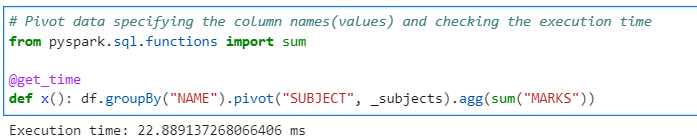 # Pivot data specifying the column names(values) and checking the execution time
from pyspark.sql.functions import sum
@get_time
def x(): df.groupBy("NAME").pivot("SUBJECT", _subjects).agg(sum("MARKS"))
Execution time: 22.889137268066406 ms